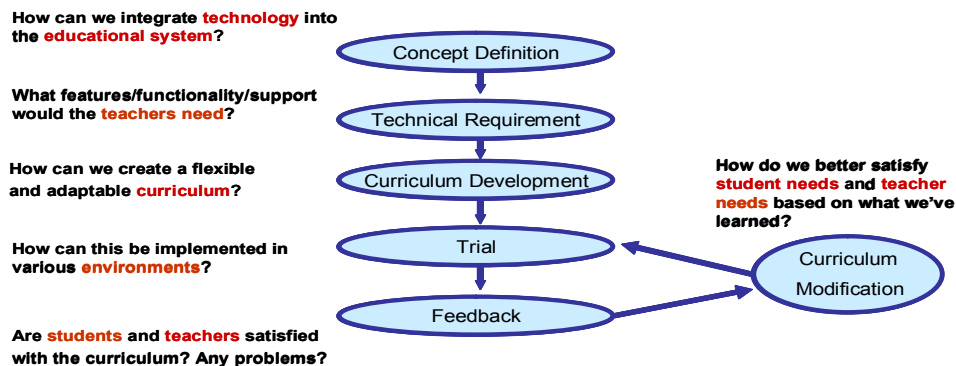 How can we integrate technology into
the educational system?
Concept Definition
What features/functionality/support
would the teachers need?
Technical Requirement
How can we create a flexible
and adaptable curriculum?
Curriculum Development
How do we better satisfy
student needs and teacher
needs based on what we've
learned?
How can this be implemented in
various environments?
Trial
Curriculum
Modification
Feedback
Are students and teachers satisfied
with the curriculum? Any problems?